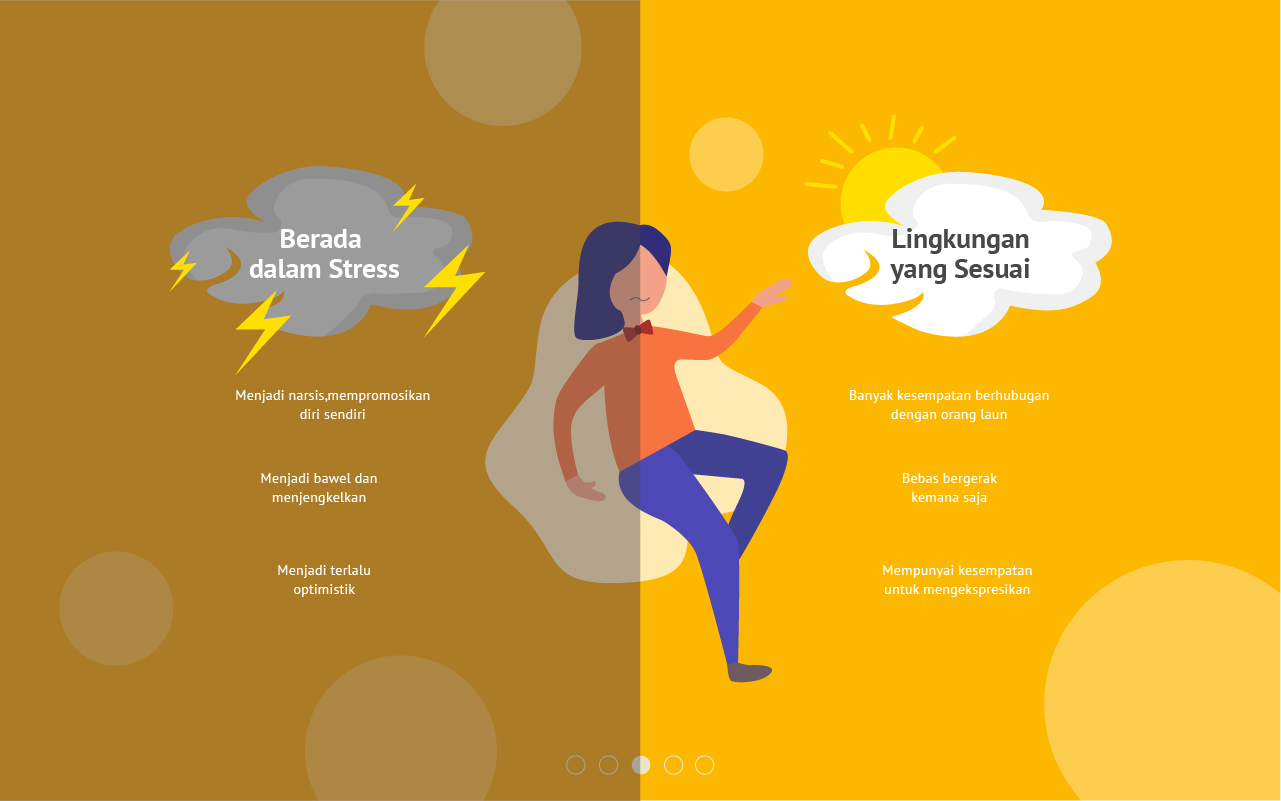 Berada
dalam Stress
Menjadi narsis,mempromosikan
diri sendiri
Menjadi bawel dan
menjengkelkan
Menjadi terlalu
optimistik
Lingkungan
yang Sesuai
Banyak kesempatan berhubugan
dengan orang laun
Bebas bergerak
kemana saja
Mempunyai kesempatan
untuk mengekspresikan